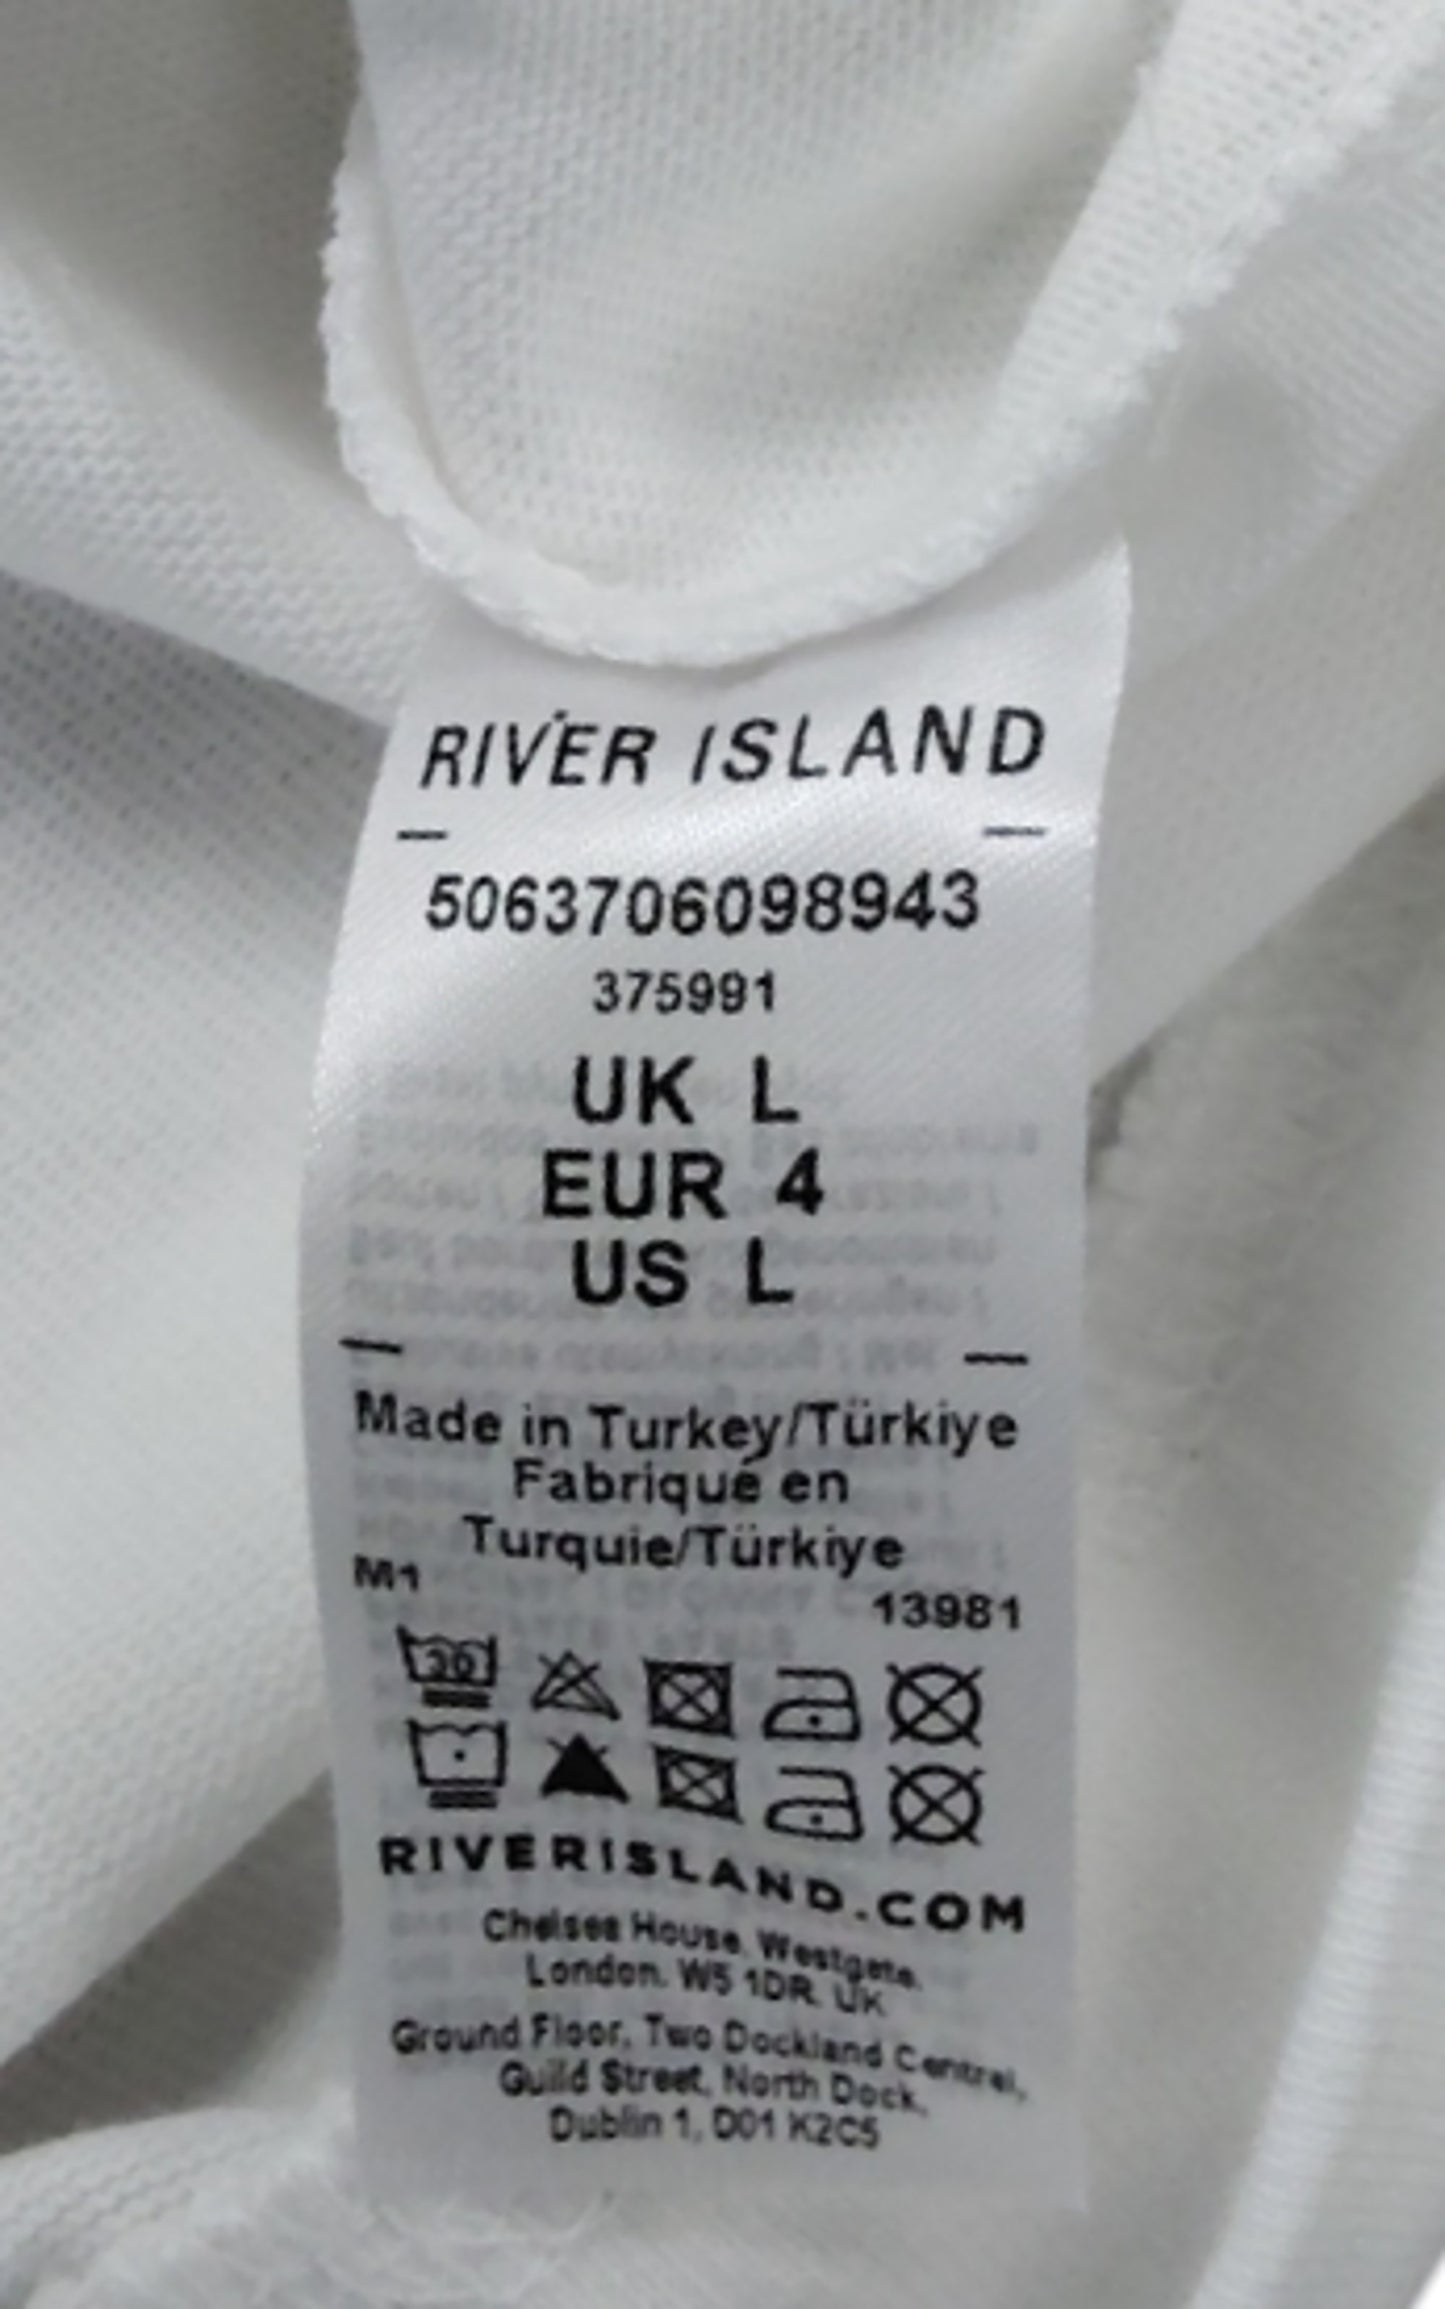 RIVER ISLAND
5063706098943
375991
UK L
EUR 4
US L
Made in Turkey/Türkiye
Fabriqué en
Turquie/Türkiye
M1
13981
30
RIVERISLAND.COM
Chelsea House, Westgate,
London. W5 1DR. UK
Ground Floor, Two Dockland Central,
Guild Street, North Dock,
Dublin 1, D01 K2C5